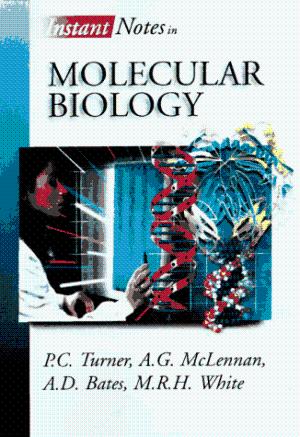 Instant Notes in
MOLECULAR
BIOLOGY
P.C. Turner, A.G. McLennan,
A.D. Bates, M.R.H. White